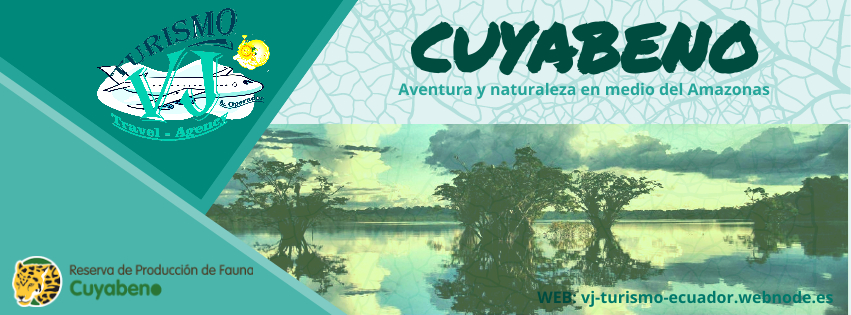 TURISMO
VJ
& Operador
Travel - Agency
CUYABENO
Aventura y naturaleza en medio del Amazonas
Reserva de Producción de Fauna
Cuyabeno
WEB: vj-turismo-ecuador.webnode.es